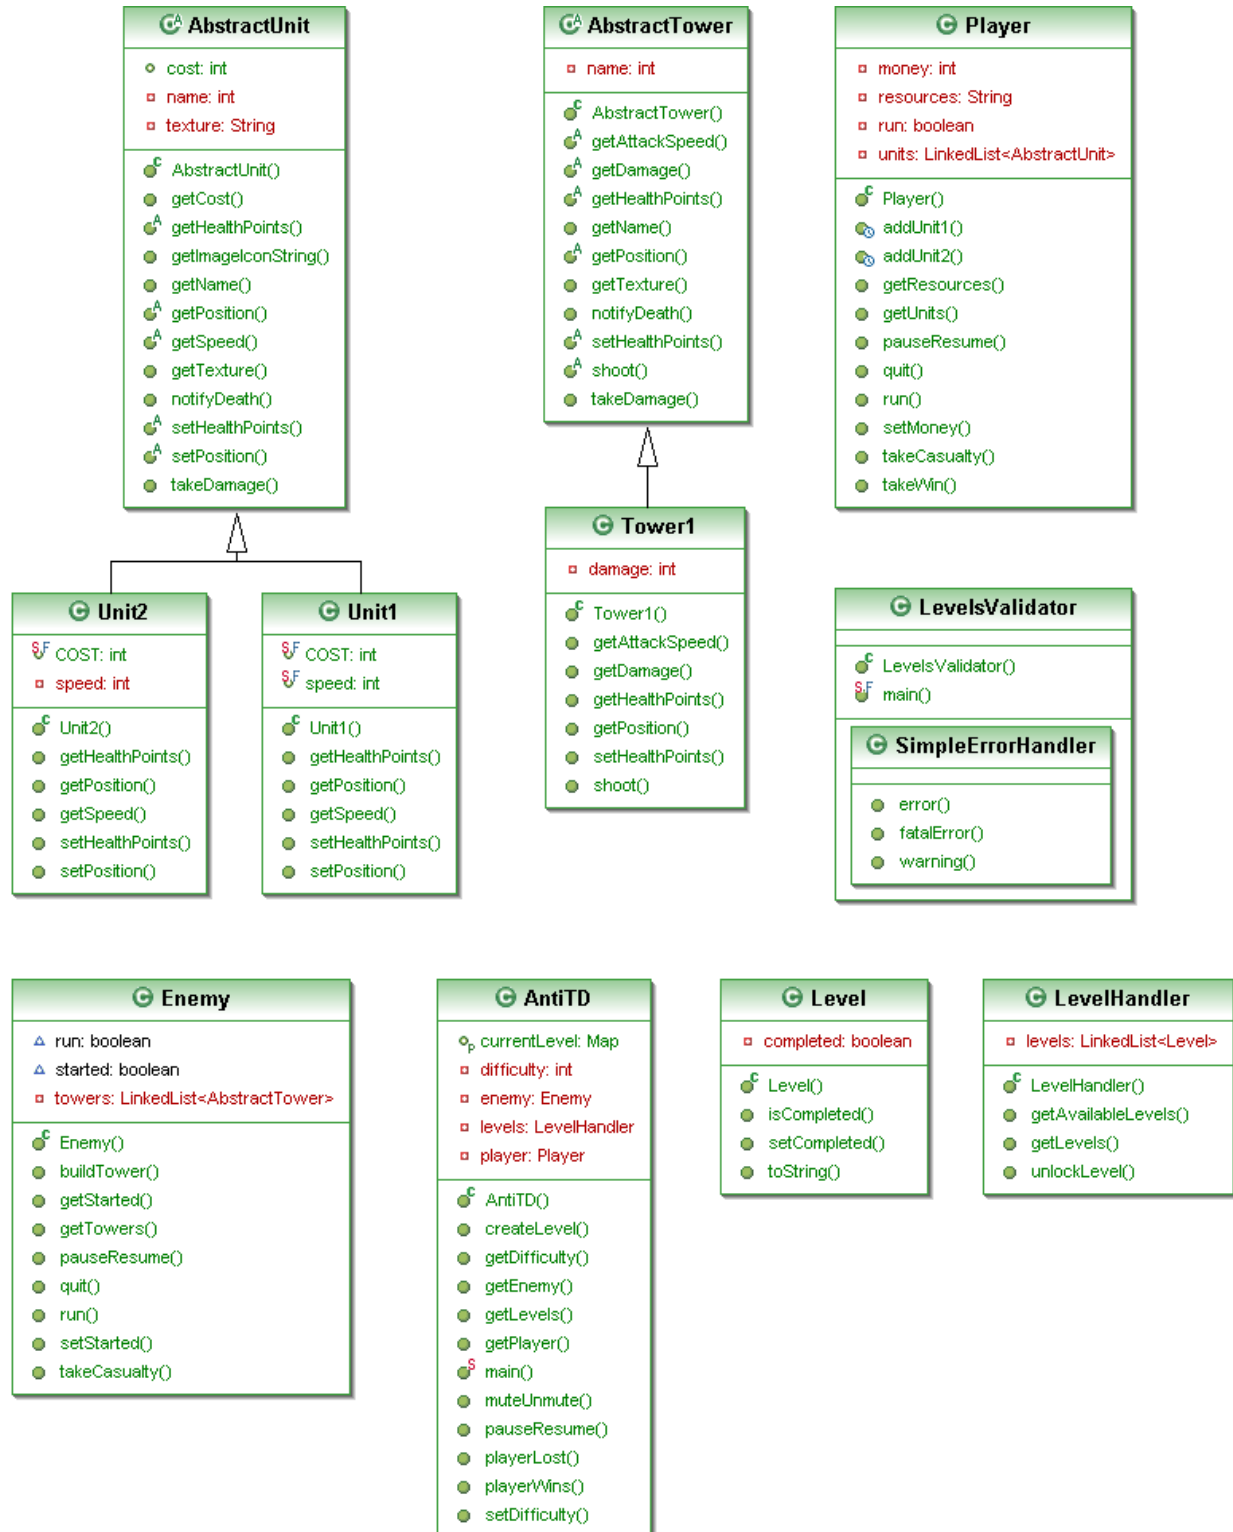 AbstractUnit
cost: int
name: int
texture: String
AbstractUnit()
getCost()
getHealthPoints()
getImageIconString()
getName()
getPosition()
getSpeed()
getTexture()
notifyDeath()
setHealthPoints()
setPosition()
takeDamage()
AbstractTower
name: int
AbstractTower()
getAttackSpeed()
getDamage()
getHealthPoints()
getName()
getPosition()
getTexture()
notifyDeath()
setHealthPoints()
shoot()
takeDamage()
Player
money: int
resources: String
run: boolean
units: LinkedList<AbstractUnit>
Player()
addUnit1()
addUnit2()
getResources()
getUnits()
pauseResume()
quit()
run()
setMoney()
takeCasualty()
takeWin()
Unit2
COST: int
speed: int
Unit2()
getHealthPoints()
getPosition()
getSpeed()
setHealthPoints()
setPosition()
Unit1
COST: int
speed: int
Unit1()
getHealthPoints()
getPosition()
getSpeed()
setHealthPoints()
setPosition()
Tower1
damage: int
Tower1()
getAttackSpeed()
getDamage()
getHealthPoints()
getPosition()
setHealthPoints()
shoot()
LevelsValidator
LevelsValidator()
main()
SimpleErrorHandler
error()
fatalError()
warning()
Enemy
run: boolean
started: boolean
towers: LinkedList<AbstractTower>
Enemy()
buildTower()
getStarted()
getTowers()
pauseResume()
quit()
run()
setStarted()
takeCasualty()
AntiTD
currentLevel: Map
difficulty: int
enemy: Enemy
levels: LevelHandler
player: Player
AntiTD()
createLevel()
getDifficulty()
getEnemy()
getLevels()
getPlayer()
main()
muteUnmute()
pauseResume()
playerLost()
playerWins()
setDifficulty()
Level
completed: boolean
Level()
isCompleted()
setCompleted()
toString()
LevelHandler
levels: LinkedList<Level>
LevelHandler()
getAvailableLevels()
getLevels()
unlockLevel()